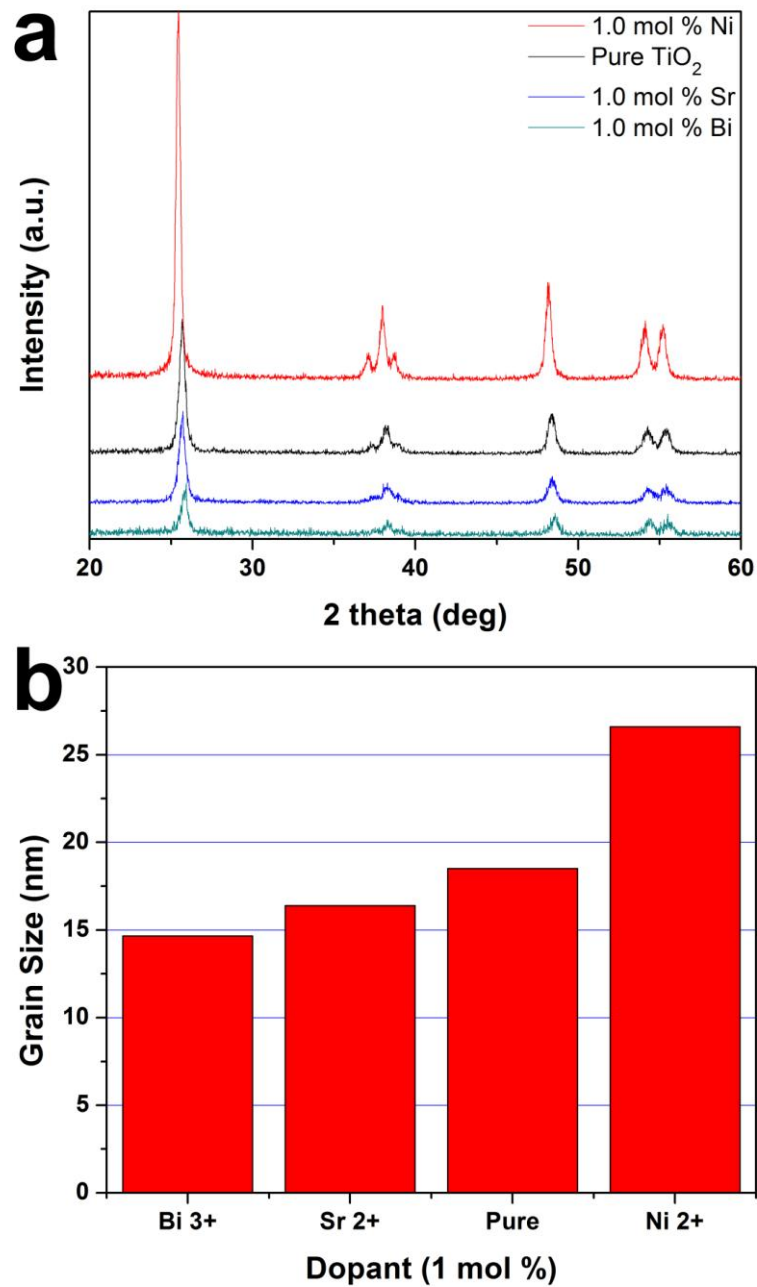 a
1.0 mol % Ni
Pure TiO₂
1.0 mol % Sr
1.0 mol % Bi
Intensity (a.u.)
20 30 40 50 60
2 theta (deg)
b
30
25
20
15
10
5
0
Grain Size (nm)
Bi 3+ Sr 2+ Pure Ni 2+
Dopant (1 mol %)